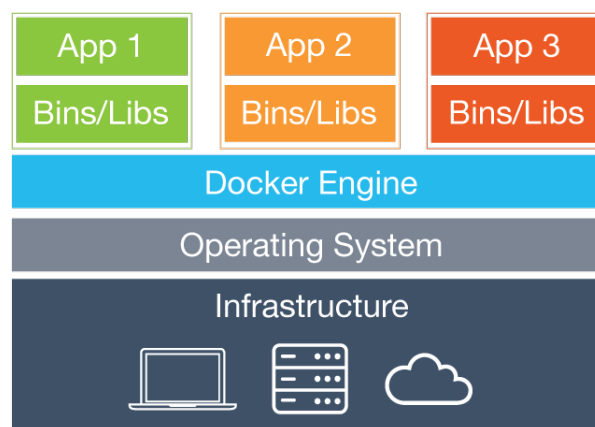 App 1
App 2
App 3
Bins/Libs
Bins/Libs
Bins/Libs
Docker Engine
Operating System
Infrastructure